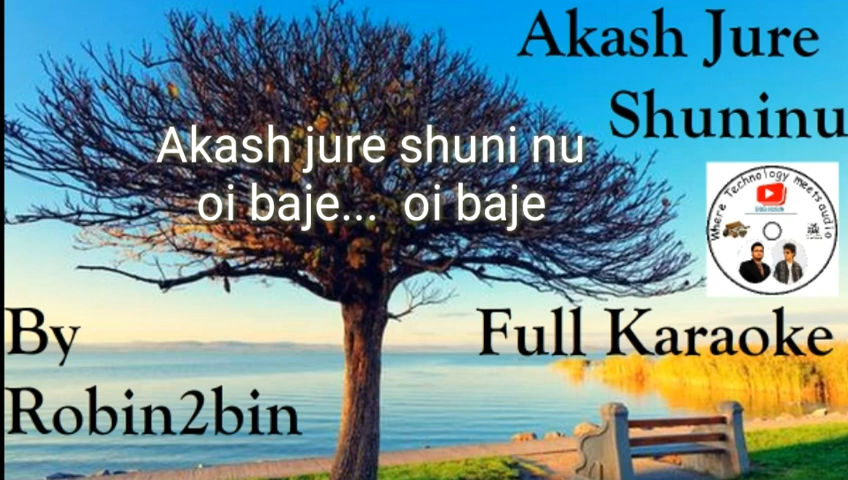 Akash Jure
Shuninu
Akash jure shuni nu
oi baje... oi baje
Where Technology meets audio
By
Robin2bin
Full Karaoke